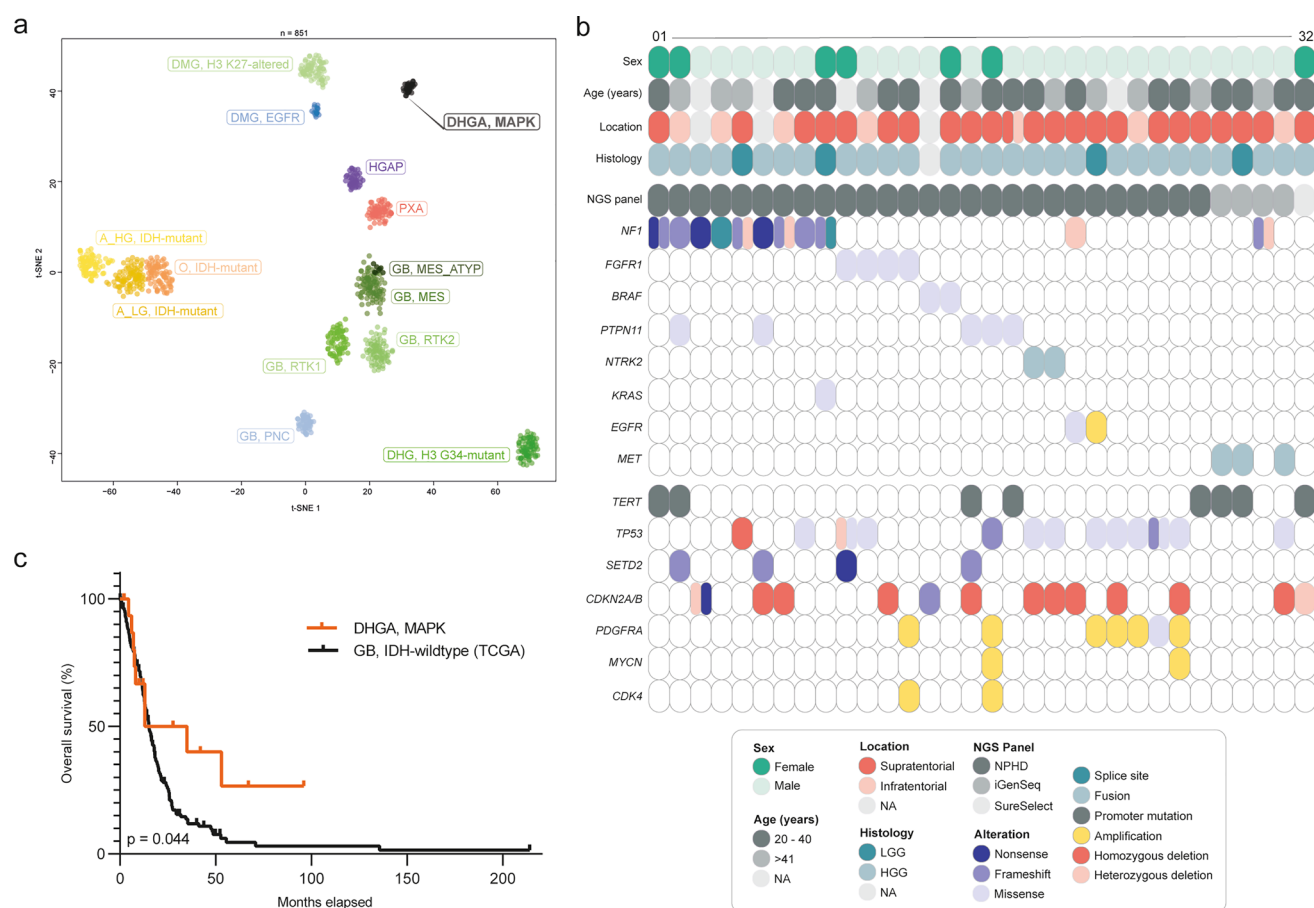 a
n = 851
DMG, H3 K27-altered
DMG, EGFR
DHGA, MAPK
HGAP
PXA
A_HG, IDH-mutant
O, IDH-mutant
A_LG, IDH-mutant
GB, MES_ATYP
GB, MES
GB, RTK2
GB, RTK1
GB, PNC
DHG, H3 G34-mutant
t-SNE 2
40
20
0
−20
−40
−60
−40
−20
0
20
40
60
t-SNE 1
b
01
32
Sex
Age (years)
Location
Histology
NGS panel
NF1
FGFR1
BRAF
PTPN11
NTRK2
KRAS
EGFR
MET
TERT
TP53
SETD2
CDKN2A/B
PDGFRA
MYCN
CDK4
Sex
Female
Male
Age (years)
20 - 40
>41
NA
Location
Supratentorial
Infratentorial
NA
Histology
LGG
HGG
NA
NGS Panel
NPHD
iGenSeq
SureSelect
Alteration
Nonsense
Frameshift
Missense
Splice site
Fusion
Promoter mutation
Amplification
Homozygous deletion
Heterozygous deletion
c
Overall survival (%)
100
50
0
DHGA, MAPK
GB, IDH-wildtype (TCGA)
p = 0.044
0
50
100
150
200
Months elapsed